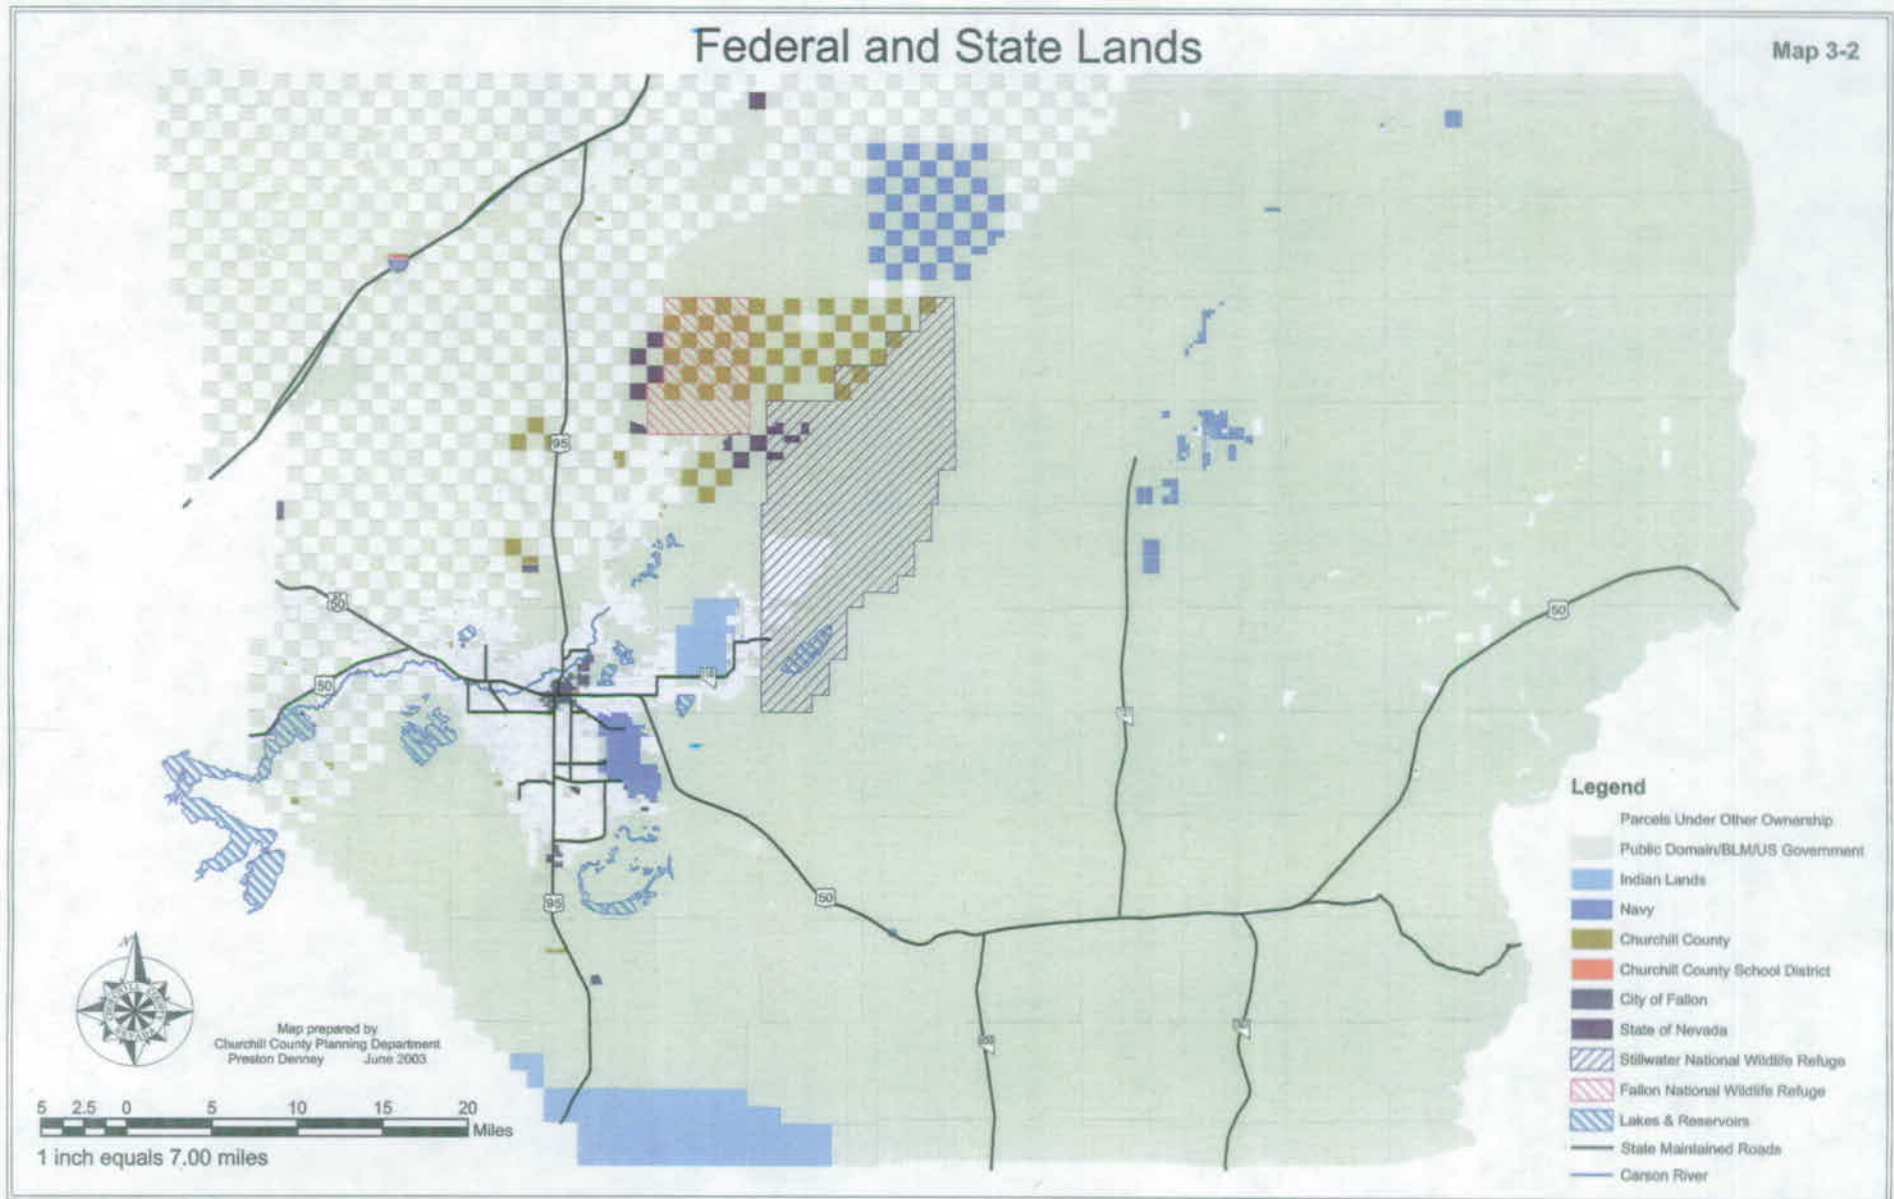 Federal and State Lands
Map 3-2
95
50
50
50
95
50
Legend
Parcels Under Other Ownership
Public Domain/BLM/US Government
Indian Lands
Navy
Churchill County
Churchill County School District
City of Fallon
State of Nevada
Stillwater National Wildlife Refuge
Fallon National Wildlife Refuge
Lakes & Reservoirs
State Maintained Roads
Carson River
N
Map prepared by
Churchill County Planning Department
Preston Denney June 2003
5 2.5 0 5 10 15 20
Miles
1 inch equals 7.00 miles